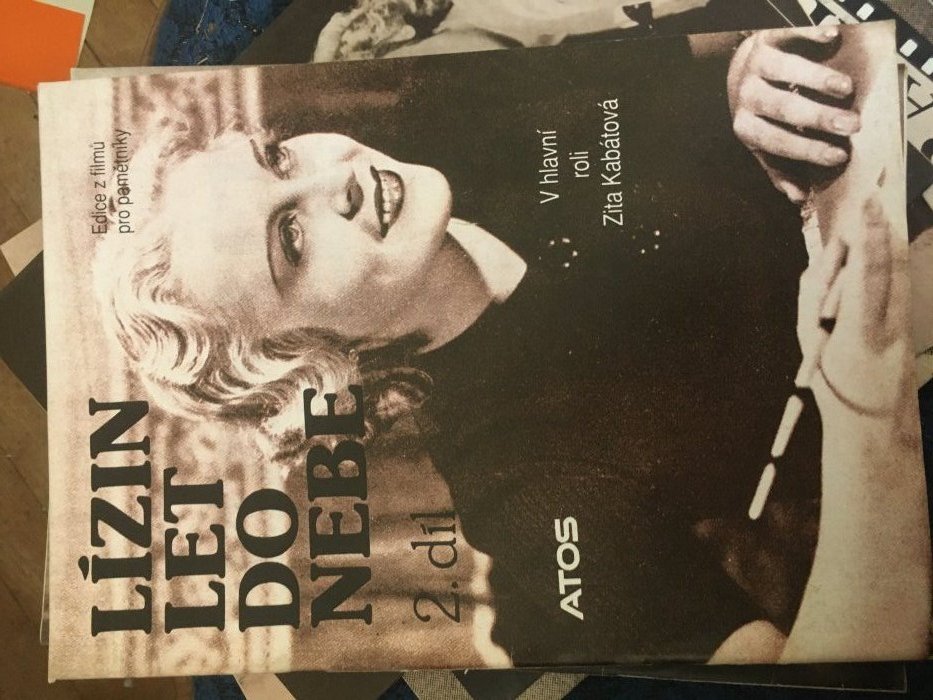 Edice z filmů
pro pamětníky
LÍZIN
LET
DO
NEBE
2. díl
V hlavní
roli
Zita Kabátová
ATOS